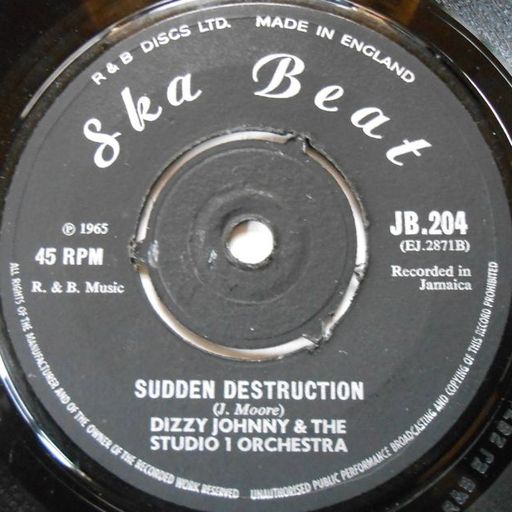 R & B DISCS LTD. MADE IN ENGLAND
Ska Beat
℗ 1965
45 RPM
R. & B. Music
JB.204
(EJ.2871B)
Recorded in
Jamaica
SUDDEN DESTRUCTION
(J. Moore)
DIZZY JOHNNY & THE
STUDIO 1 ORCHESTRA
ALL RIGHTS OF THE MANUFACTURER AND OF THE OWNER OF THE RECORDED WORK RESERVED UNAUTHORISED PUBLIC PERFORMANCE BROADCASTING AND COPYING OF THIS RECORD PROHIBITED
R&B EJ 287